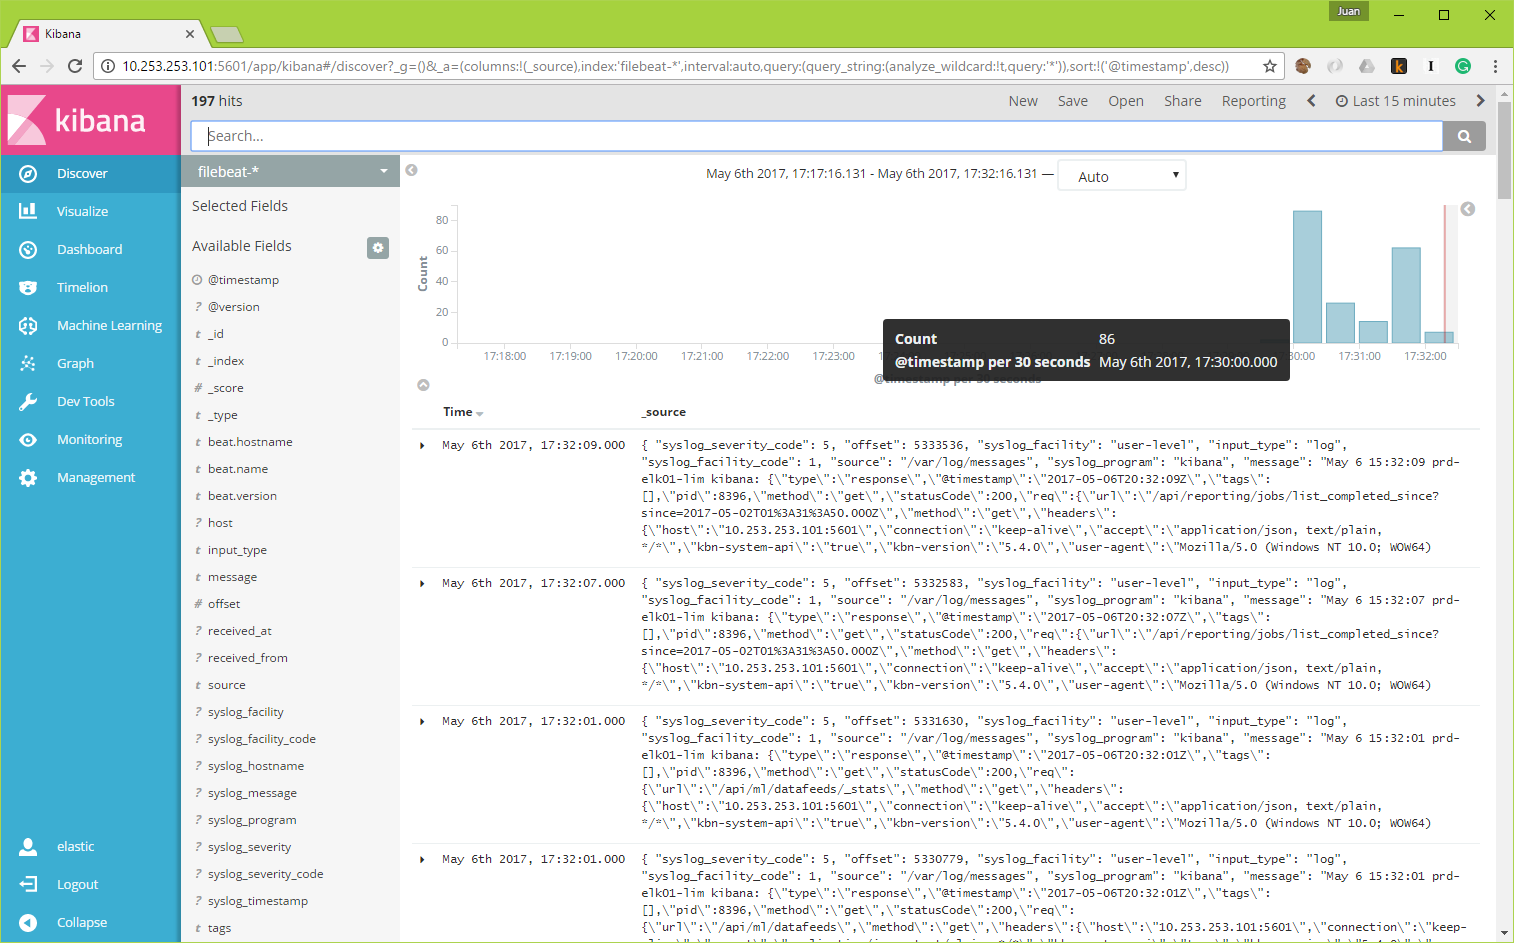 Juan
Kibana
10.253.253.101:5601/app/kibana#/discover?_g=()&_a=(columns:!(_source),index:'filebeat-*',interval:auto,query:(query_string:(analyze_wildcard:!t,query:'*')),sort:!('@timestamp',desc))
kibana
197 hits
New Save Open Share Reporting Last 15 minutes
Search...
Discover
Visualize
Dashboard
Timelion
Machine Learning
Graph
Dev Tools
Monitoring
Management
elastic
Logout
Collapse
filebeat-*
Selected Fields
Available Fields
@timestamp
? @version
t _id
t _index
# _score
t _type
t beat.hostname
t beat.name
t beat.version
? host
t input_type
t message
# offset
? received_at
? received_from
t source
? syslog_facility
? syslog_facility_code
? syslog_hostname
? syslog_message
? syslog_program
? syslog_severity
? syslog_severity_code
? syslog_timestamp
t tags
May 6th 2017, 17:17:16.131 - May 6th 2017, 17:32:16.131 — Auto
Count
80
60
40
20
0
17:18:00 17:19:00 17:20:00 17:21:00 17:22:00 17:23:00 17:31:00 17:32:00
Count 86
@timestamp per 30 seconds May 6th 2017, 17:30:00.000
@timestamp per 30 seconds
Time _source
May 6th 2017, 17:32:09.000 { "syslog_severity_code": 5, "offset": 5333536, "syslog_facility": "user-level", "input_type": "log",
"syslog_facility_code": 1, "source": "/var/log/messages", "syslog_program": "kibana", "message": "May 6 15:32:09 prd-
elk01-lim kibana: {\"type\":\"response\",\"@timestamp\":\"2017-05-06T20:32:09Z\",\"tags\":
[],\"pid\":8396,\"method\":\"get\",\"statusCode\":200,\"req\":{\"url\":\"/api/reporting/jobs/list_completed_since?
since=2017-05-02T01%3A31%3A50.000Z\",\"method\":\"get\",\"headers\":
{\"host\":\"10.253.253.101:5601\",\"connection\":\"keep-alive\",\"accept\":\"application/json, text/plain,
*/*\",\"kbn-system-api\":\"true\",\"kbn-version\":\"5.4.0\",\"user-agent\":\"Mozilla/5.0 (Windows NT 10.0; WOW64)
May 6th 2017, 17:32:07.000 { "syslog_severity_code": 5, "offset": 5332583, "syslog_facility": "user-level", "input_type": "log",
"syslog_facility_code": 1, "source": "/var/log/messages", "syslog_program": "kibana", "message": "May 6 15:32:07 prd-
elk01-lim kibana: {\"type\":\"response\",\"@timestamp\":\"2017-05-06T20:32:07Z\",\"tags\":
[],\"pid\":8396,\"method\":\"get\",\"statusCode\":200,\"req\":{\"url\":\"/api/reporting/jobs/list_completed_since?
since=2017-05-02T01%3A31%3A50.000Z\",\"method\":\"get\",\"headers\":
{\"host\":\"10.253.253.101:5601\",\"connection\":\"keep-alive\",\"accept\":\"application/json, text/plain,
*/*\",\"kbn-system-api\":\"true\",\"kbn-version\":\"5.4.0\",\"user-agent\":\"Mozilla/5.0 (Windows NT 10.0; WOW64)
May 6th 2017, 17:32:01.000 { "syslog_severity_code": 5, "offset": 5331630, "syslog_facility": "user-level", "input_type": "log",
"syslog_facility_code": 1, "source": "/var/log/messages", "syslog_program": "kibana", "message": "May 6 15:32:01 prd-
elk01-lim kibana: {\"type\":\"response\",\"@timestamp\":\"2017-05-06T20:32:01Z\",\"tags\":
[],\"pid\":8396,\"method\":\"get\",\"statusCode\":200,\"req\":
{\"url\":\"/api/ml/datafeeds/_stats\",\"method\":\"get\",\"headers\":
{\"host\":\"10.253.253.101:5601\",\"connection\":\"keep-alive\",\"accept\":\"application/json, text/plain,
*/*\",\"kbn-system-api\":\"true\",\"kbn-version\":\"5.4.0\",\"user-agent\":\"Mozilla/5.0 (Windows NT 10.0; WOW64)
May 6th 2017, 17:32:01.000 { "syslog_severity_code": 5, "offset": 5330779, "syslog_facility": "user-level", "input_type": "log",
"syslog_facility_code": 1, "source": "/var/log/messages", "syslog_program": "kibana", "message": "May 6 15:32:01 prd-
elk01-lim kibana: {\"type\":\"response\",\"@timestamp\":\"2017-05-06T20:32:01Z\",\"tags\":
[],\"pid\":8396,\"method\":\"get\",\"statusCode\":200,\"req\":
{\"url\":\"/api/ml/datafeeds\",\"method\":\"get\",\"headers\":{\"host\":\"10.253.253.101:5601\",\"connection\":\"keep-